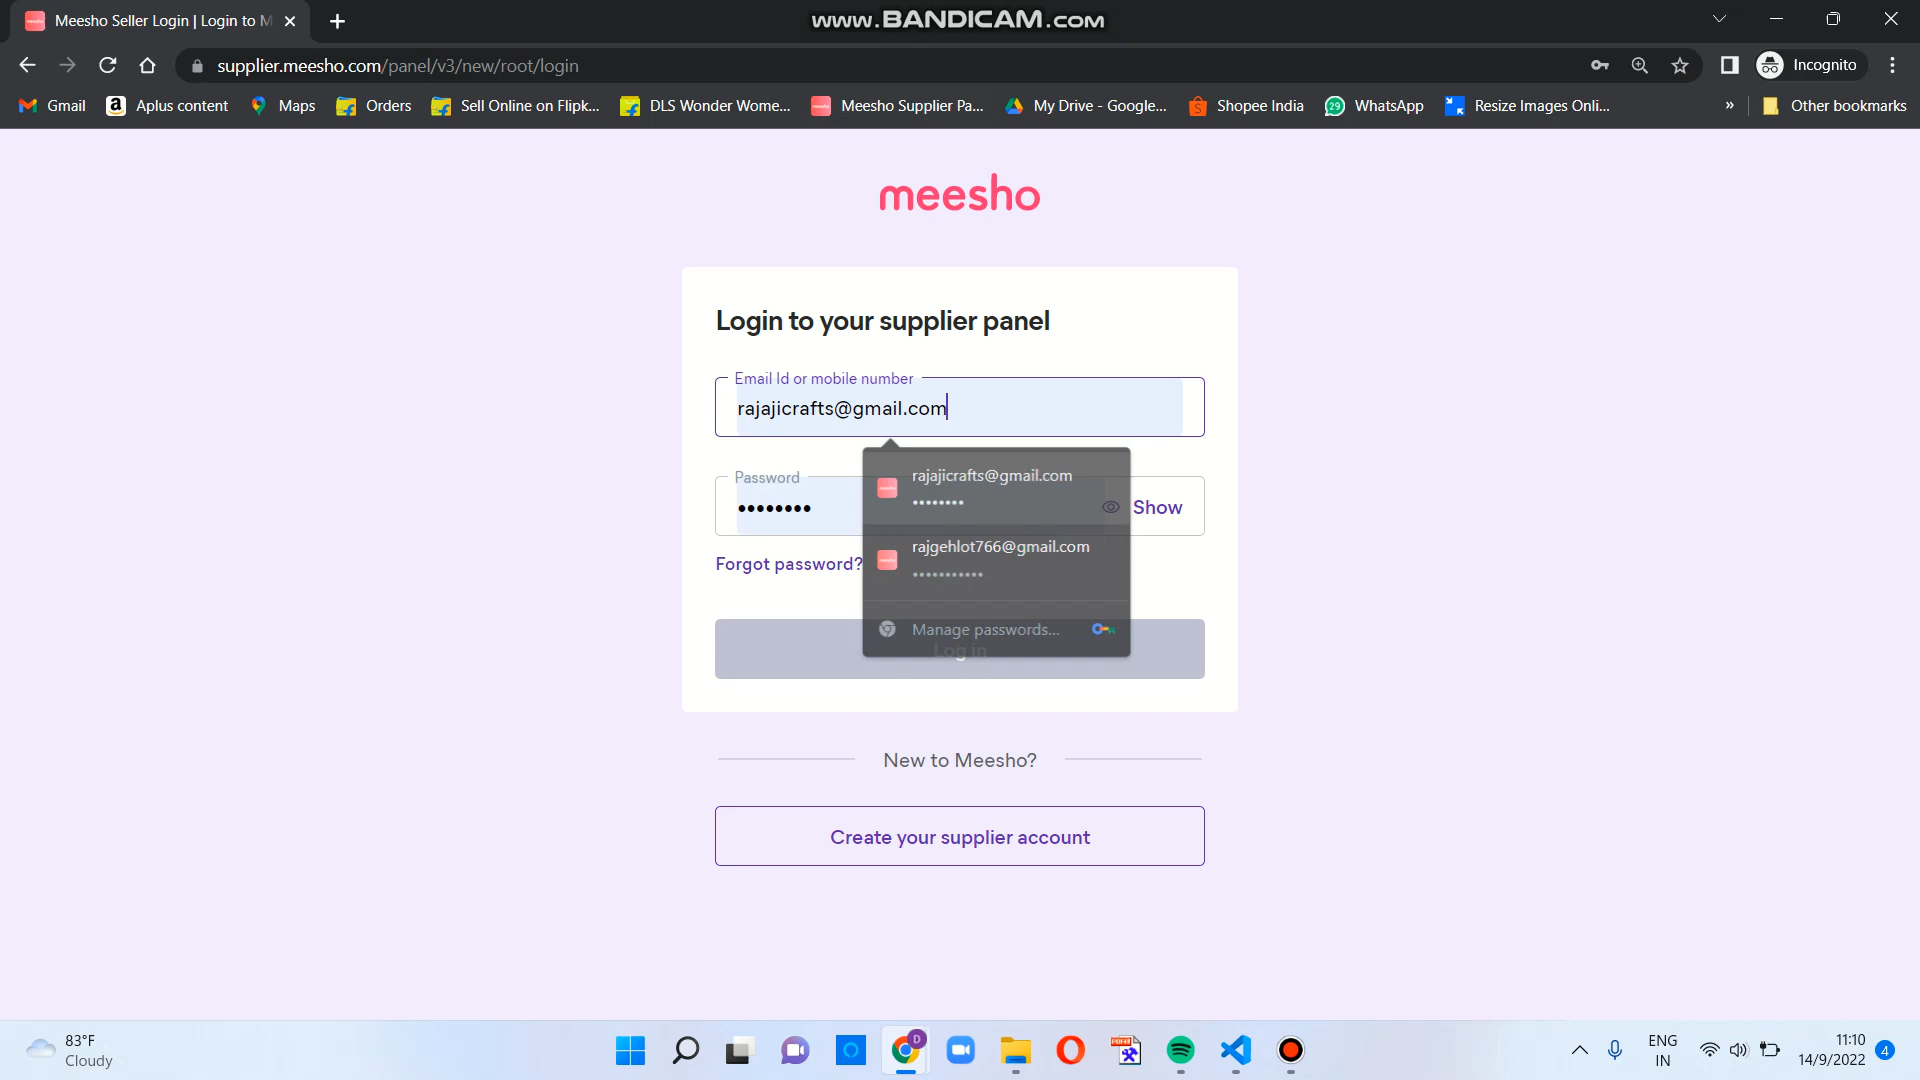 Meesho Seller Login | Login to M
www.BANDICAM.com
supplier.meesho.com/panel/v3/new/root/login
Incognito
Gmail
Aplus content
Maps
Orders
Sell Online on Flipk...
DLS Wonder Wome...
Meesho Supplier Pa...
My Drive - Google...
Shopee India
29
WhatsApp
Resize Images Onli...
»
Other bookmarks
meesho
Login to your supplier panel
Email Id or mobile number
rajajicrafts@gmail.com
rajajicrafts@gmail.com
••••••••
Password
••••••••
Show
rajgehlot766@gmail.com
•••••••••••
Forgot password?
Manage passwords...
Log in
New to Meesho?
Create your supplier account
83°F
Cloudy
D
ENG
IN
11:10
14/9/2022
4